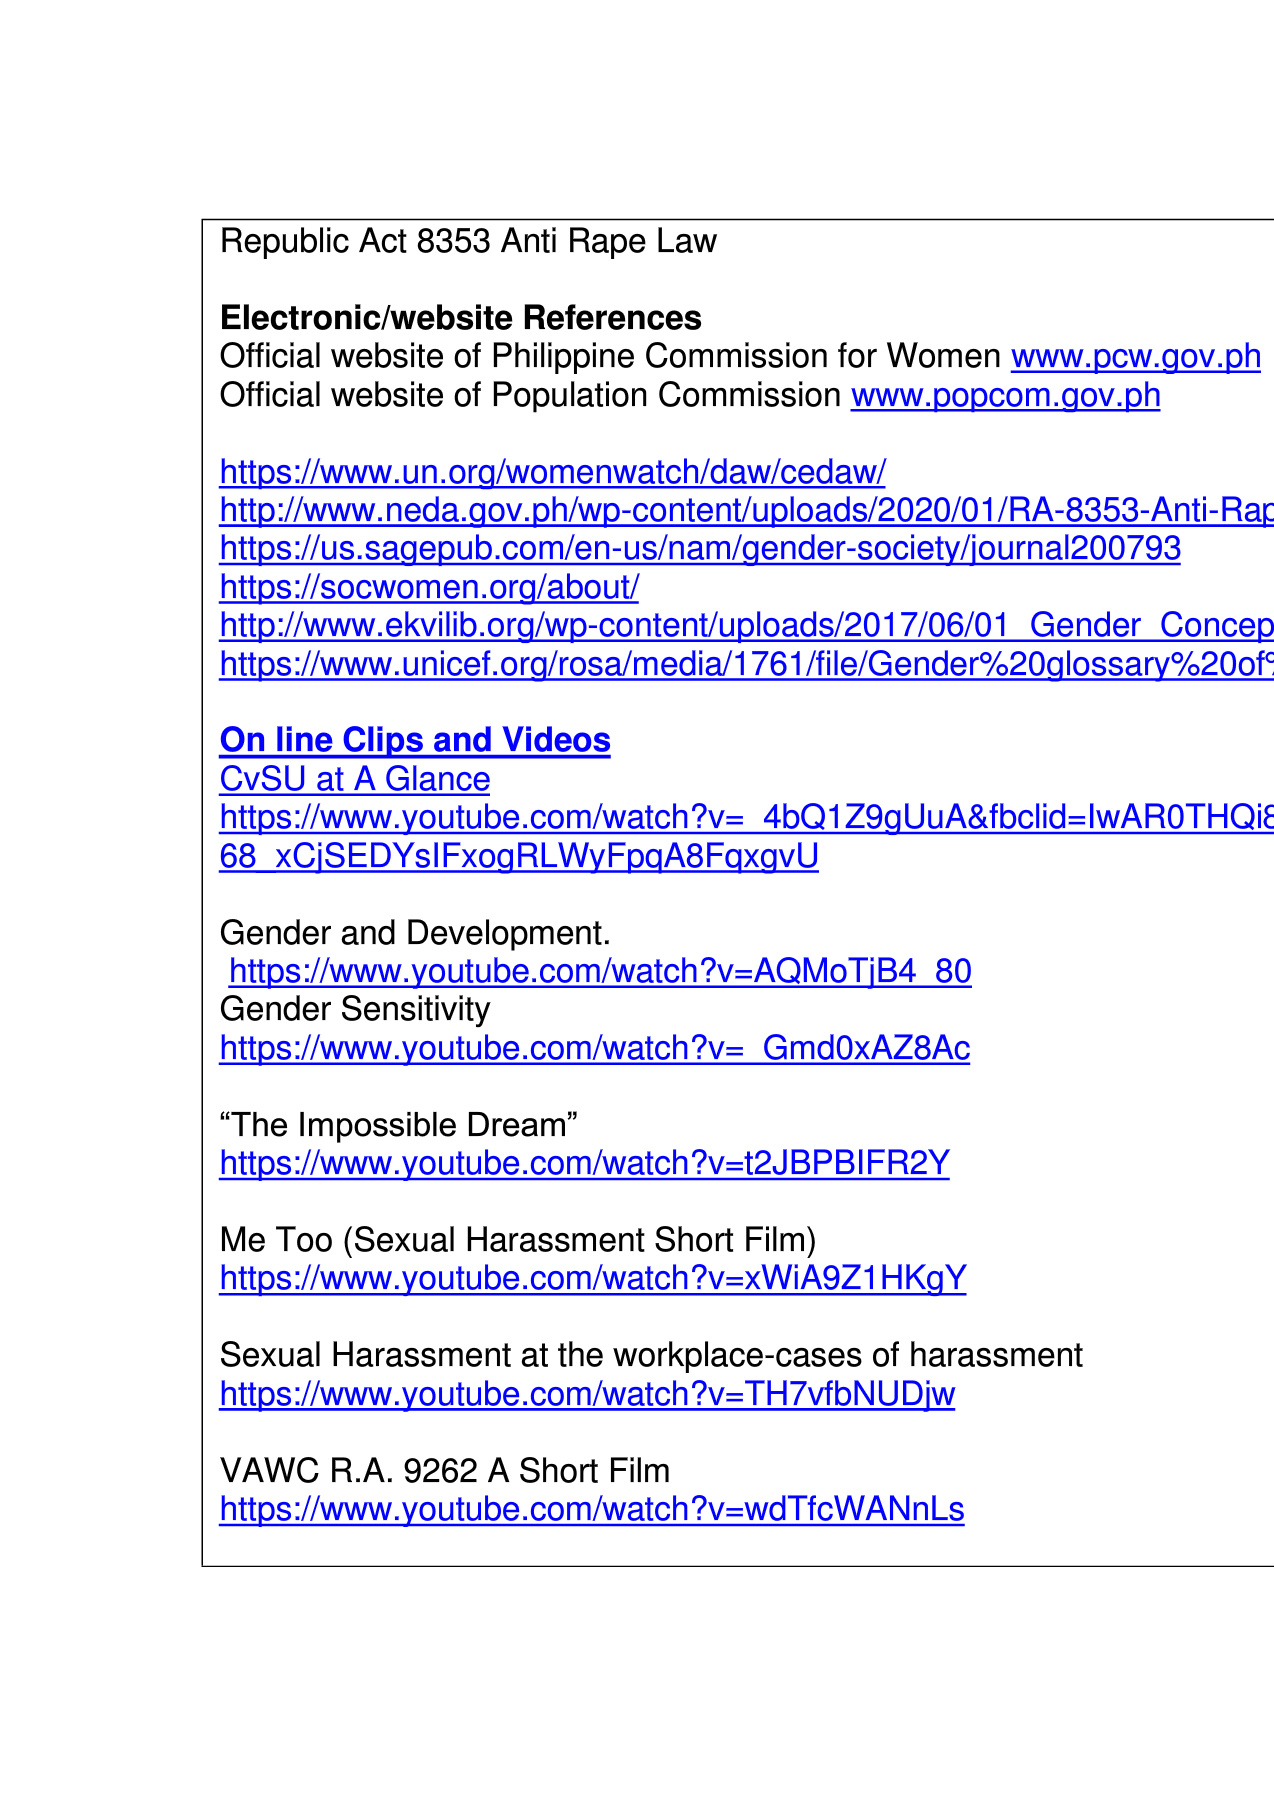 Republic Act 8353 Anti Rape Law
Electronic/website References
Official website of Philippine Commission for Women www.pcw.gov.ph
Official website of Population Commission www.popcom.gov.ph
https://www.un.org/womenwatch/daw/cedaw/
http://www.neda.gov.ph/wp-content/uploads/2020/01/RA-8353-Anti-Rap
https://us.sagepub.com/en-us/nam/gender-society/journal200793
https://socwomen.org/about/
http://www.ekvilib.org/wp-content/uploads/2017/06/01_Gender_Concep
https://www.unicef.org/rosa/media/1761/file/Gender%20glossary%20of%
On line Clips and Videos
CvSU at A Glance
https://www.youtube.com/watch?v=_4bQ1Z9gUuA&fbclid=IwAR0THQi8
68_xCjSEDYsIFxogRLWyFpqA8FqxgvU
Gender and Development.
https://www.youtube.com/watch?v=AQMoTjB4_80
Gender Sensitivity
https://www.youtube.com/watch?v=_Gmd0xAZ8Ac
“The Impossible Dream”
https://www.youtube.com/watch?v=t2JBPBIFR2Y
Me Too (Sexual Harassment Short Film)
https://www.youtube.com/watch?v=xWiA9Z1HKgY
Sexual Harassment at the workplace-cases of harassment
https://www.youtube.com/watch?v=TH7vfbNUDjw
VAWC R.A. 9262 A Short Film
https://www.youtube.com/watch?v=wdTfcWANnLs